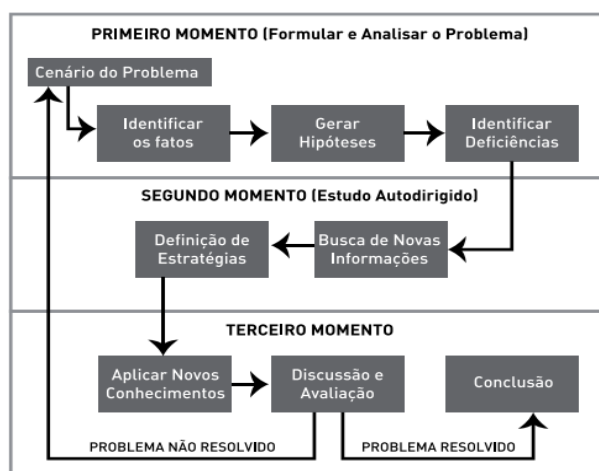 PRIMEIRO MOMENTO (Formular e Analisar o Problema)
Cenário do Problema
Identificar
os fatos
Gerar
Hipóteses
Identificar
Deficiências
SEGUNDO MOMENTO (Estudo Autodirigido)
Definição de
Estratégias
Busca de Novas
Informações
TERCEIRO MOMENTO
Aplicar Novos
Conhecimentos
Discussão e
Avaliação
Conclusão
PROBLEMA NÃO RESOLVIDO
PROBLEMA RESOLVIDO